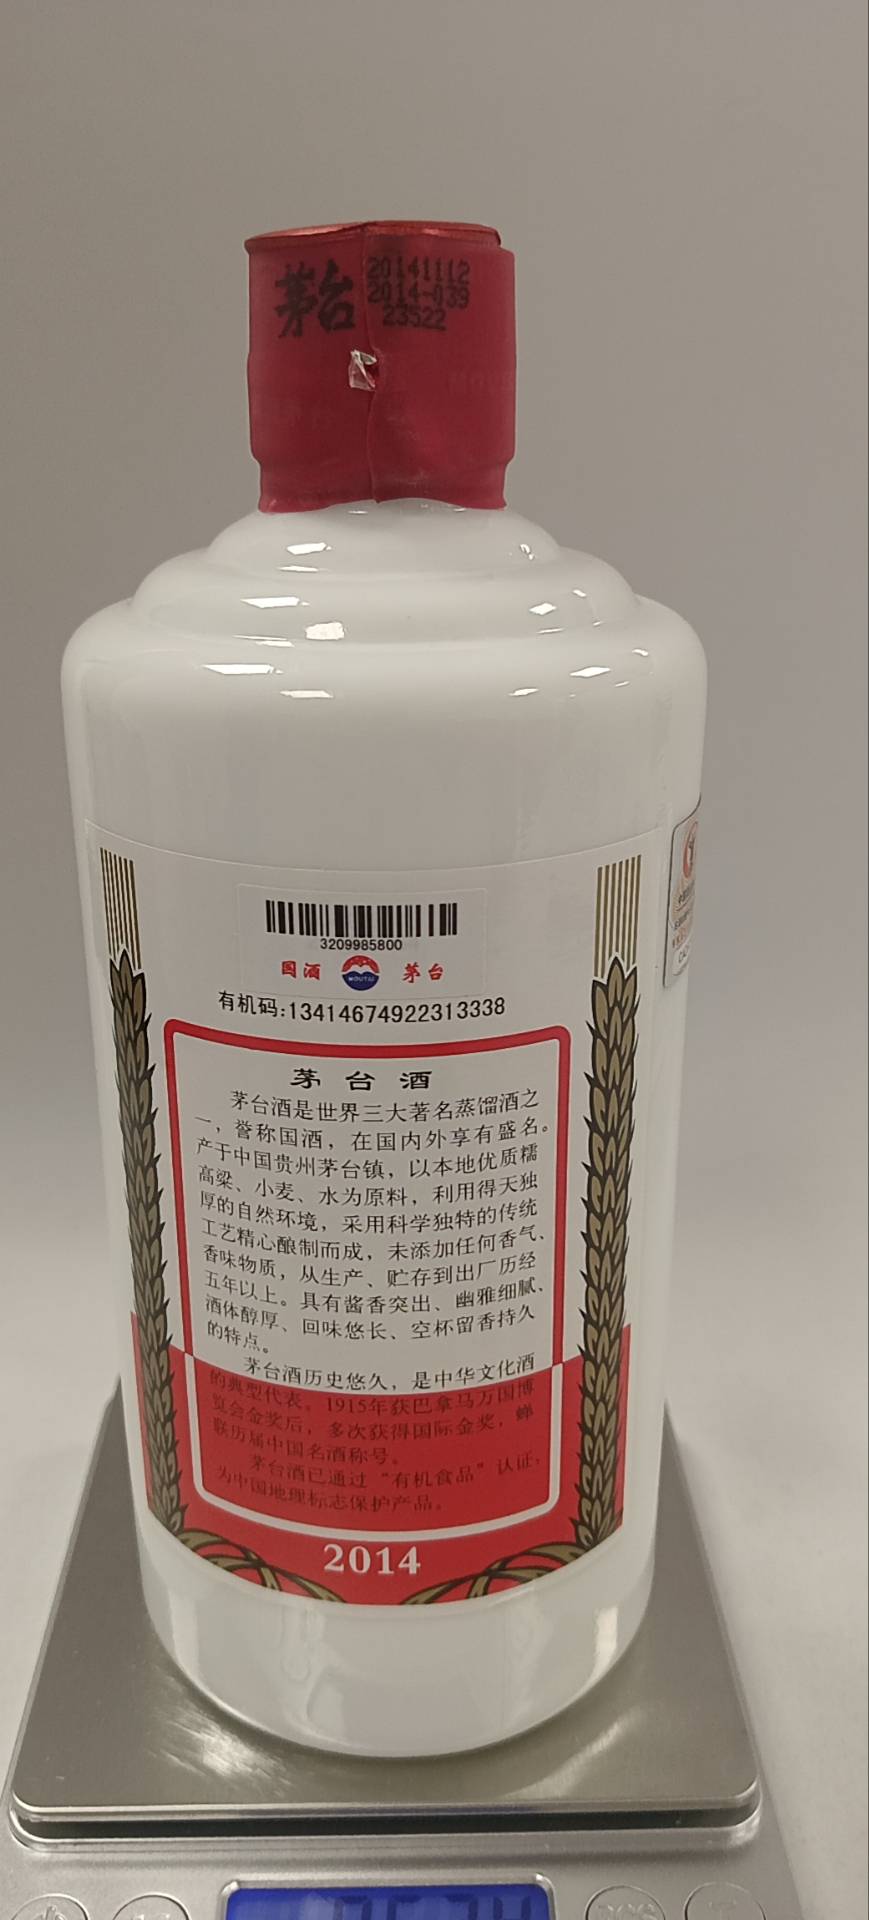 茅台
20141112
2014-039
23522
3209985800
国酒 MOUTAI 茅台
有机码:13414674922313338
茅台酒
茅台酒是世界三大著名蒸馏酒之
一，誉称国酒，在国内外享有盛名。
产于中国贵州茅台镇，以本地优质糯
高粱、小麦、水为原料，利用得天独
厚的自然环境，采用科学独特的传统
工艺精心酿制而成，未添加任何香气、
香味物质，从生产、贮存到出厂历经
五年以上。具有酱香突出、幽雅细腻、
酒体醇厚、回味悠长、空杯留香持久
的特点。
茅台酒历史悠久，是中华文化酒
的典型代表。1915年获巴拿马万国博
览会金奖后，多次获得国际金奖，蝉
联历届中国名酒称号。
茅台酒已通过“有机食品”认证，
为中国地理标志保护产品。
2014